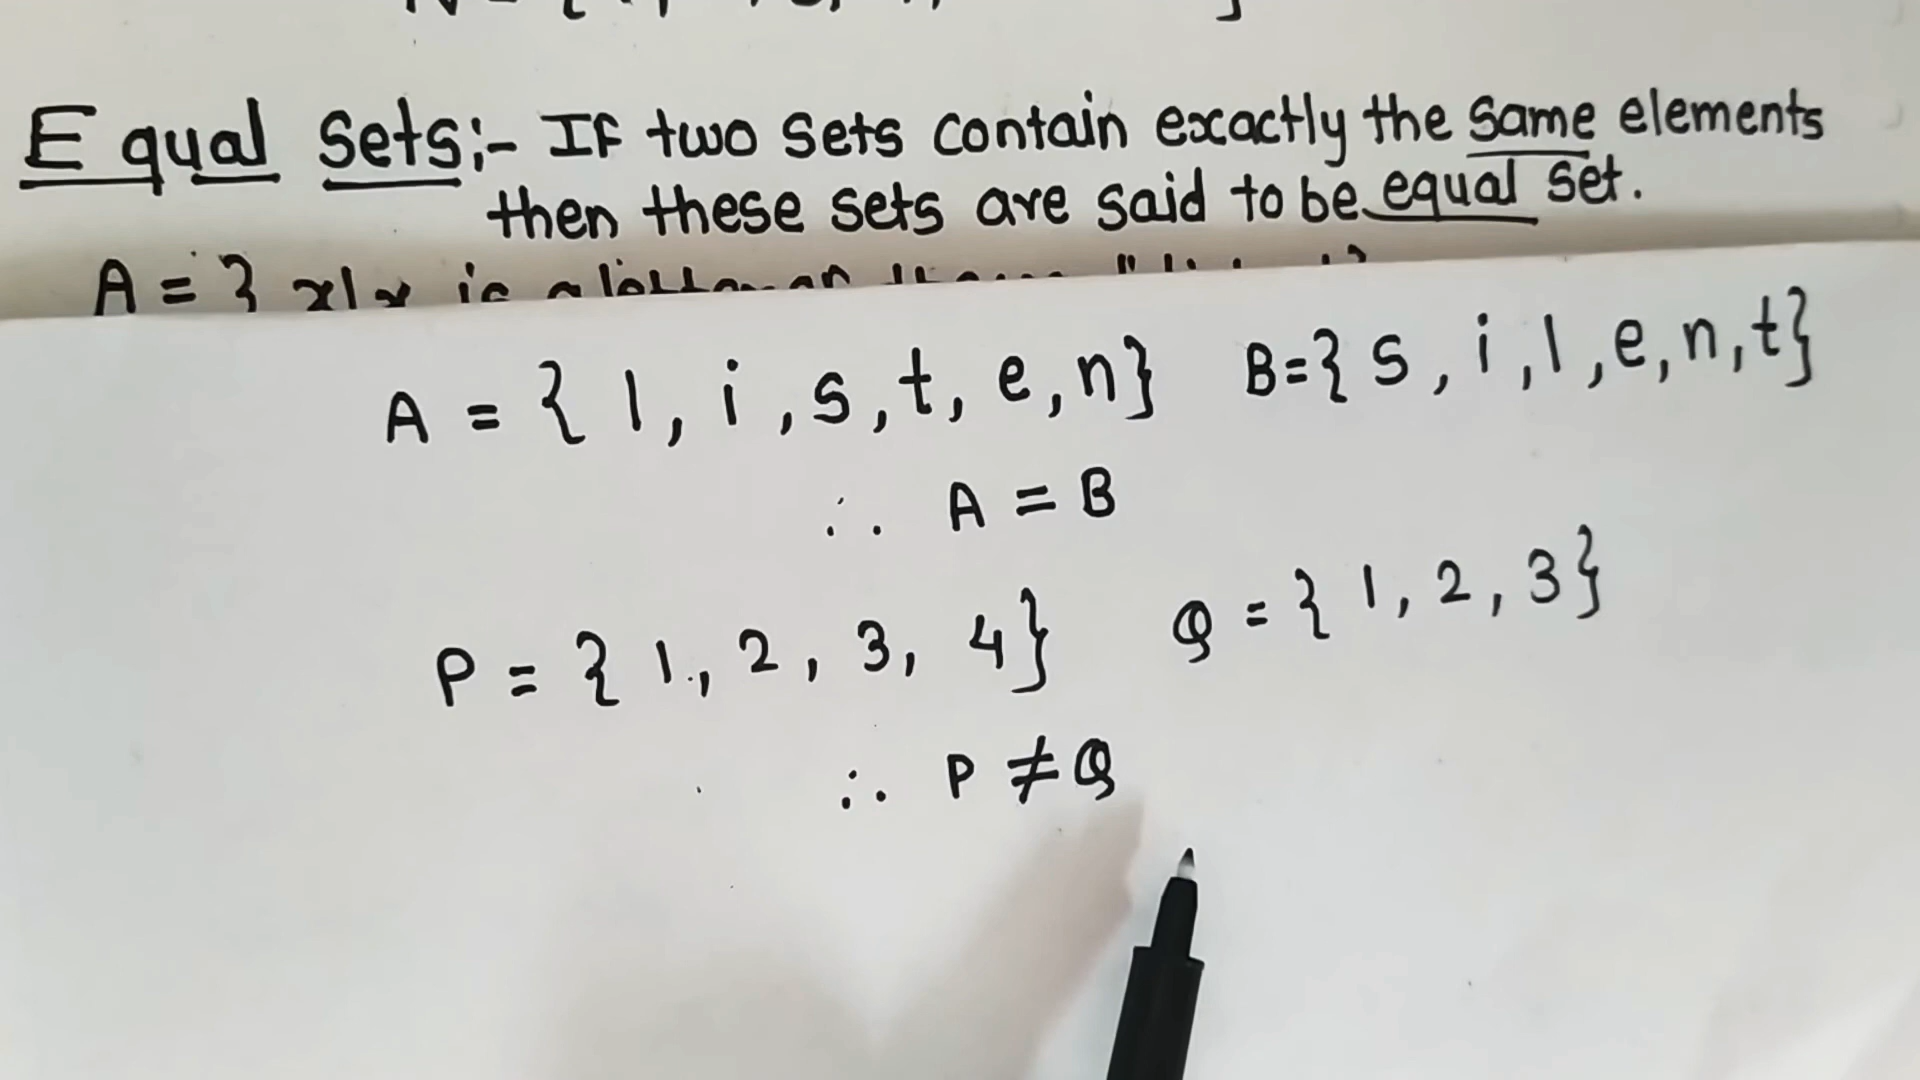 Equal Sets:- If two sets contain exactly the same elements
then these sets are said to be equal set.
A = { x|x is a
A = { l, i, s, t, e, n} B={ s, i, l, e, n, t}
∴ A = B
P = { 1, 2, 3, 4} Q = { 1, 2, 3}
∴ P ≠ Q